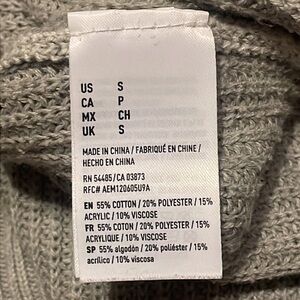 US S
CA P
MX CH
UK S
MADE IN CHINA / FABRIQUÉ EN CHINE /
HECHO EN CHINA
RN 54485/CA 03873
RFC# AEM120605U9A
EN 55% COTTON / 20% POLYESTER / 15%
ACRYLIC / 10% VISCOSE
FR 55% COTTON / 20% POLYESTER / 15%
ACRYLIQUE / 10% VISCOSE
SP 55% algodón / 20% poliéster / 15%
acrílico / 10% viscosa